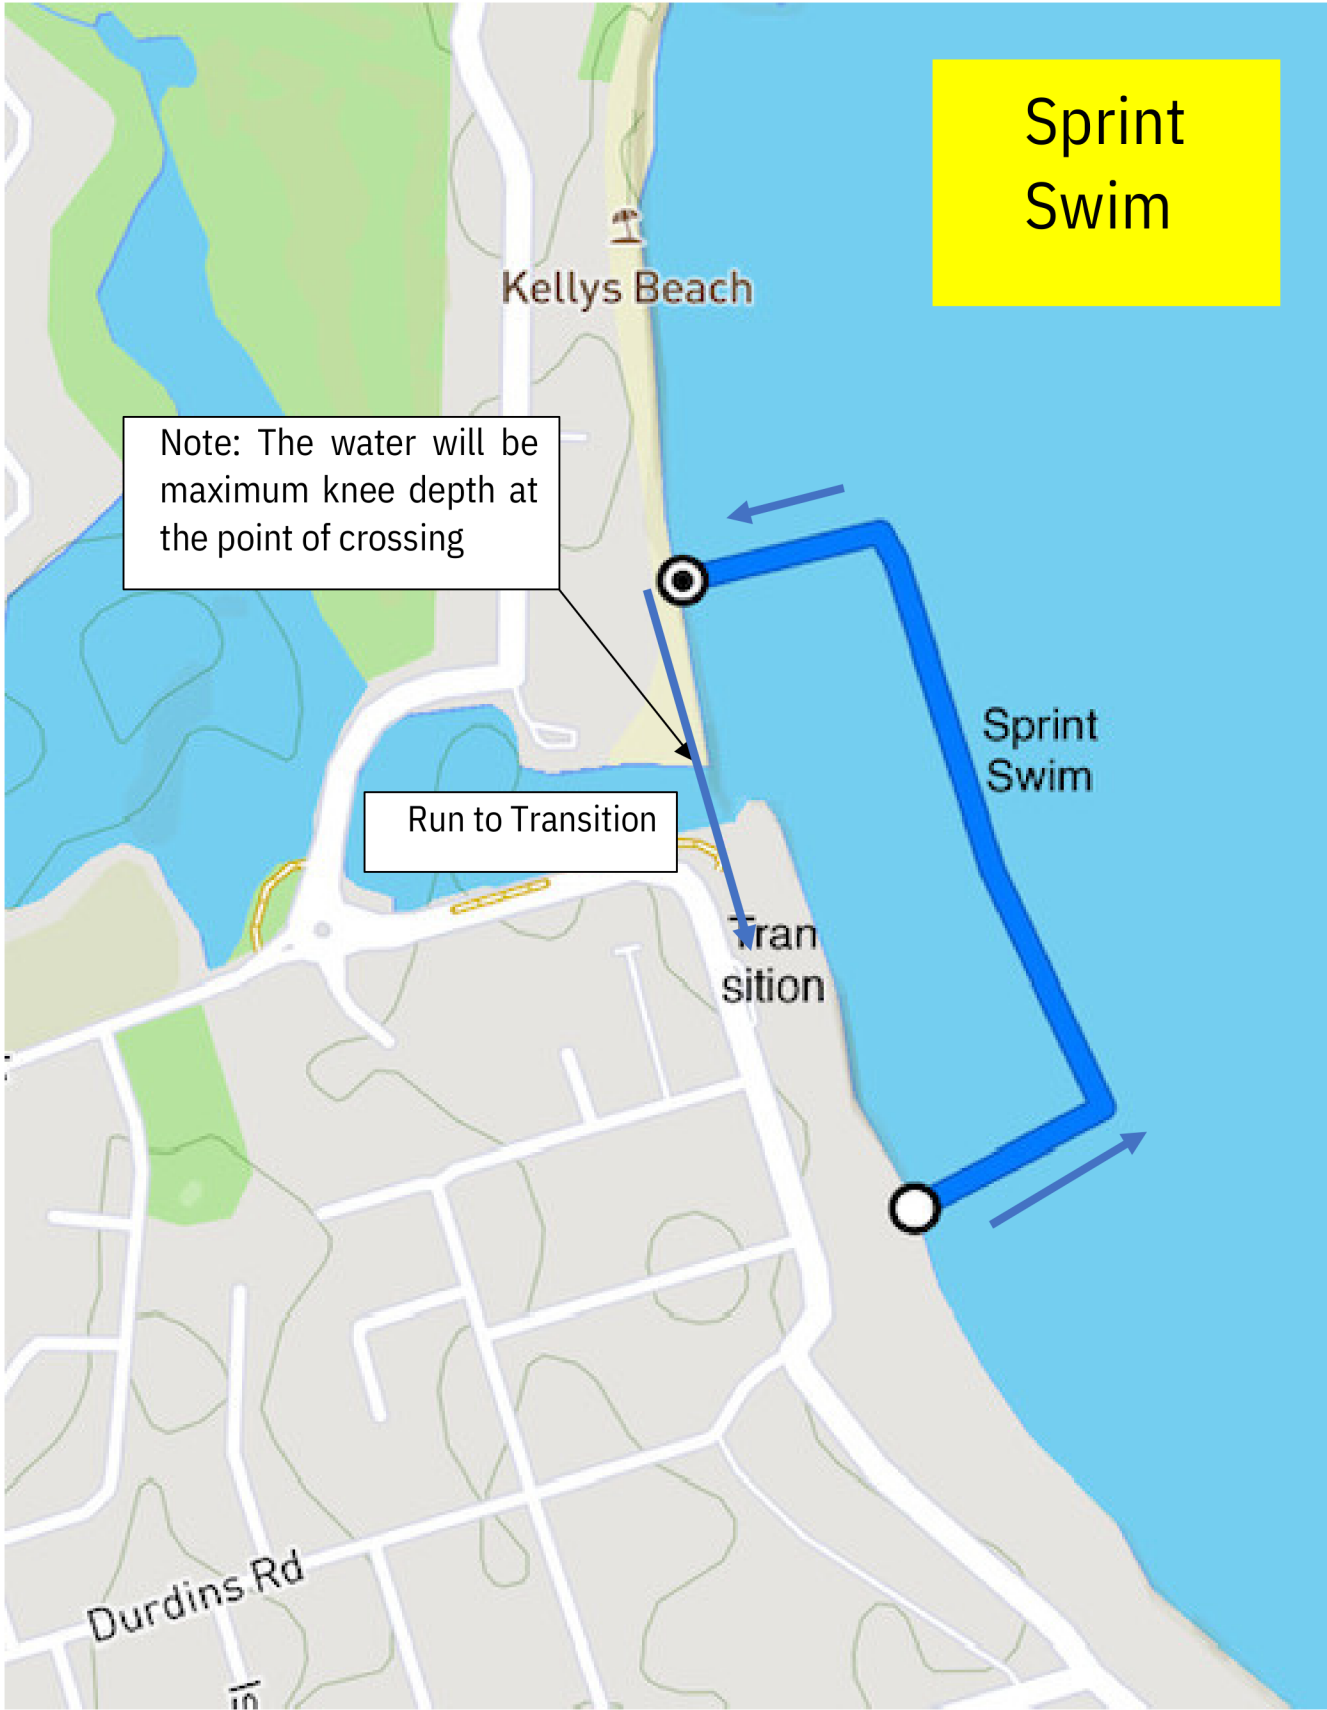 Sprint
Swim
Kellys Beach
Note: The water will be
maximum knee depth at
the point of crossing
Sprint
Swim
Run to Transition
Tran
sition
Durdins Rd